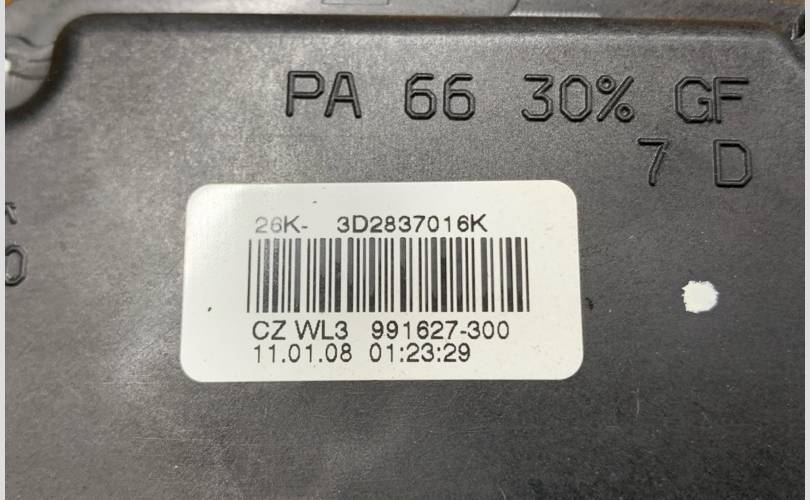 PA 66 30% GF
7 D
26K- 3D2837016K
CZ WL3 991627-300
11.01.08 01:23:29